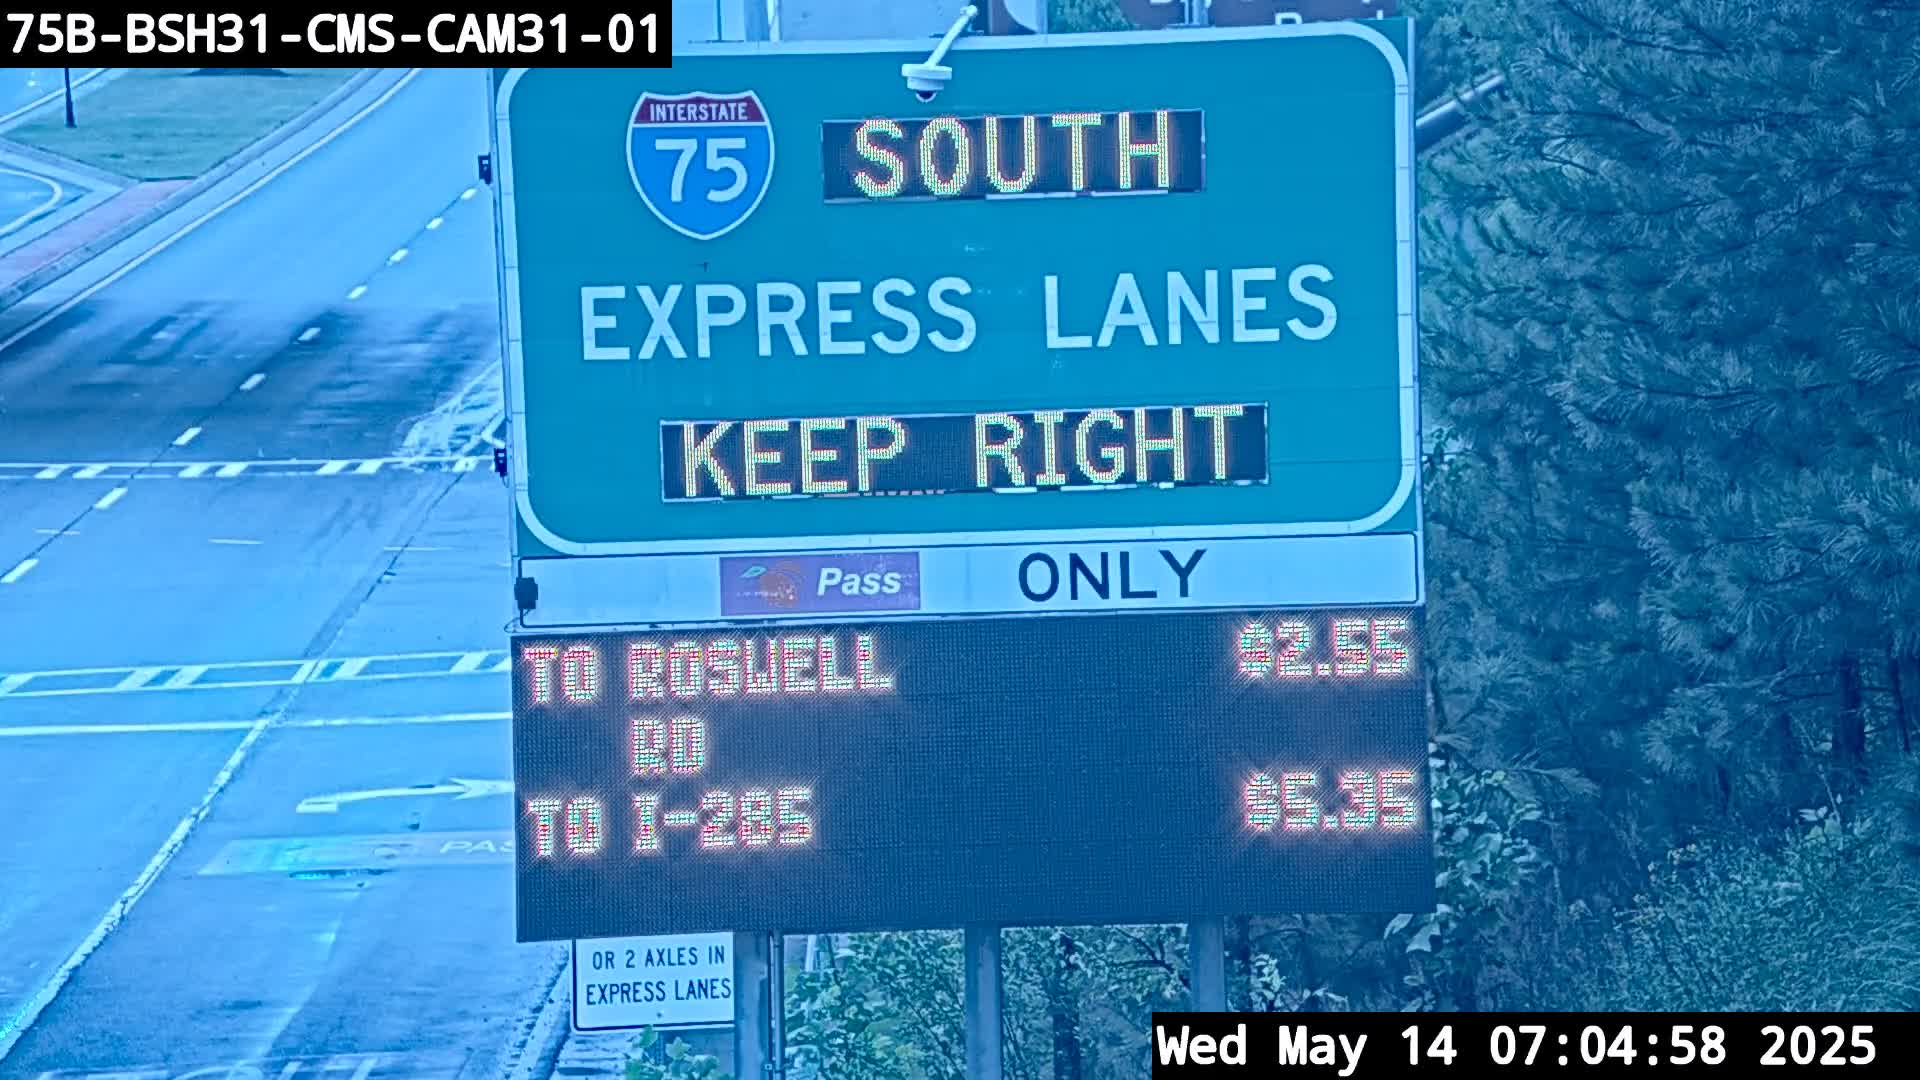 75B-BSH31-CMS-CAM31-01
INTERSTATE
75
SOUTH
EXPRESS LANES
KEEP RIGHT
Pass ONLY
TO ROSWELL $2.55
RD
TO I-285 $5.35
OR 2 AXLES IN
EXPRESS LANES
Wed May 14 07:04:58 2025